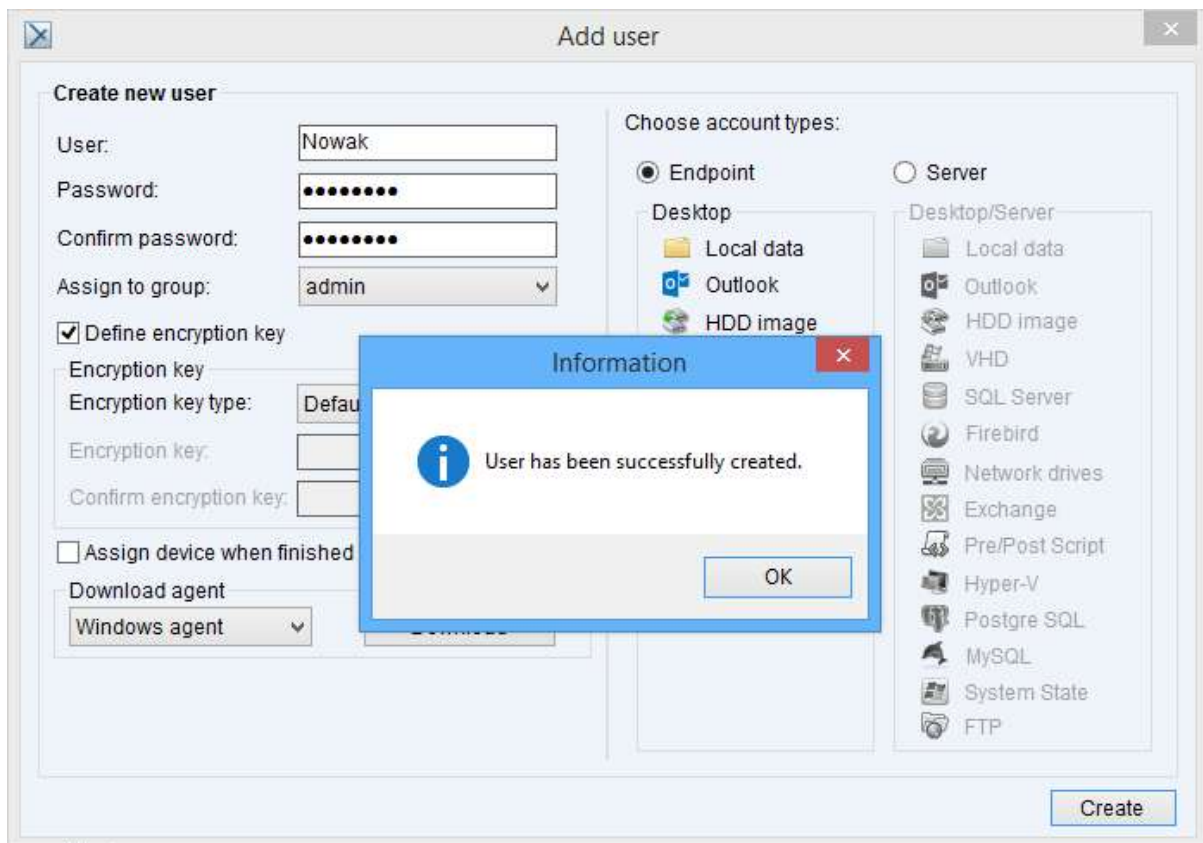 Add user
Create new user
User:
Nowak
Password:
●●●●●●●●
Confirm password:
●●●●●●●●
Assign to group:
admin
Define encryption key
Encryption key
Encryption key type:
Defau
Encryption key:
Confirm encryption key:
Assign device when finished
Download agent
Windows agent
Choose account types:
Endpoint
Desktop
Local data
Outlook
HDD image
Server
Desktop/Server
Local data
Outlook
HDD image
VHD
SQL Server
Firebird
Network drives
Exchange
Pre/Post Script
Hyper-V
Postgre SQL
MySQL
System State
FTP
Information
User has been successfully created.
OK
Create